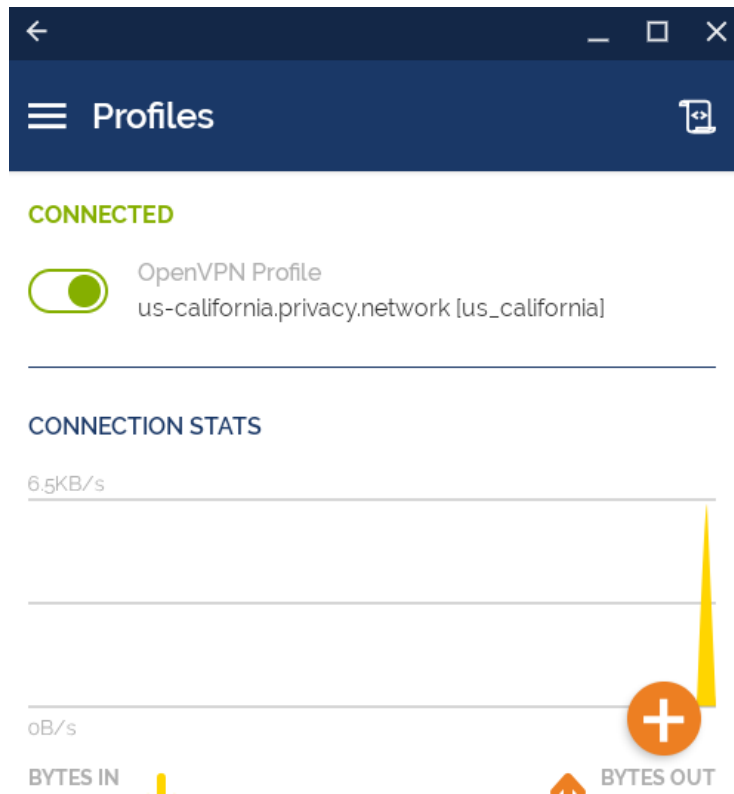 Profiles
CONNECTED
OpenVPN Profile
us-california.privacy.network [us_california]
CONNECTION STATS
6.5KB/s
0B/s
BYTES IN
BYTES OUT